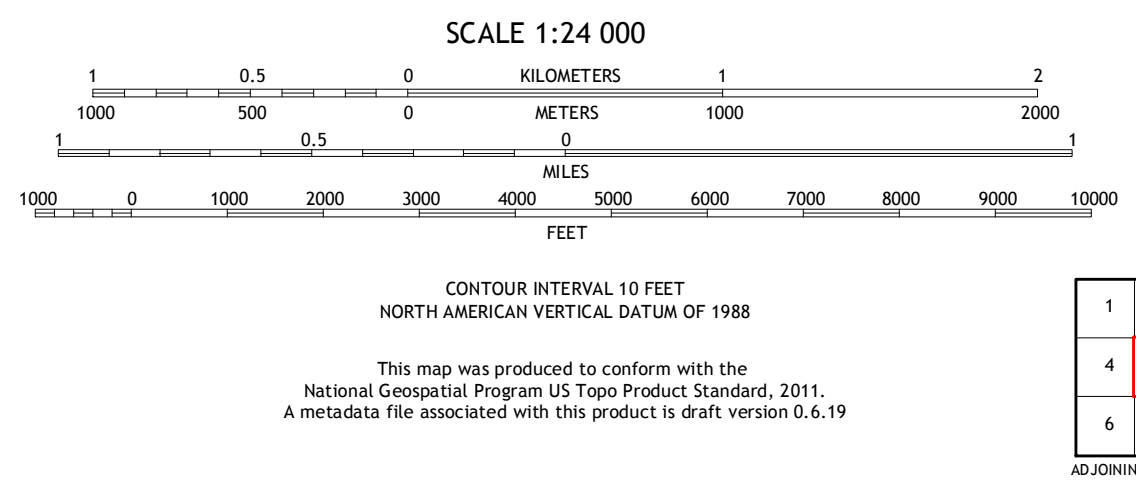 SCALE 1:24 000
1 0.5 0 KILOMETERS 1 2
1000 500 0 METERS 1000 2000
1 0.5 0 1
MILES
1000 0 1000 2000 3000 4000 5000 6000 7000 8000 9000 10000
FEET
CONTOUR INTERVAL 10 FEET
NORTH AMERICAN VERTICAL DATUM OF 1988
This map was produced to conform with the
National Geospatial Program US Topo Product Standard, 2011.
A metadata file associated with this product is draft version 0.6.19
1
4
6
ADJOININ